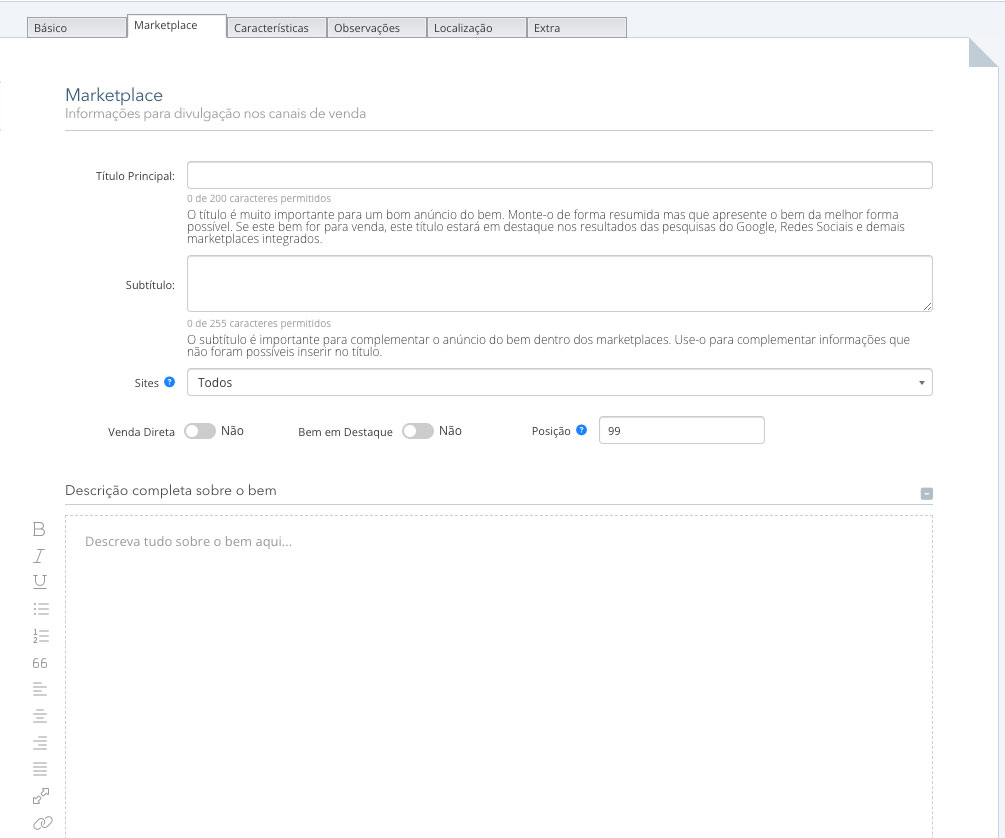 Básico
Marketplace
Características
Observações
Localização
Extra
Marketplace
Informações para divulgação nos canais de venda
Título Principal:
0 de 200 caracteres permitidos
O título é muito importante para um bom anúncio do bem. Monte-o de forma resumida mas que apresente o bem da melhor forma
possível. Se este bem for para venda, este título estará em destaque nos resultados das pesquisas do Google, Redes Sociais e demais
marketplaces integrados.
Subtítulo:
0 de 255 caracteres permitidos
O subtítulo é importante para complementar o anúncio do bem dentro dos marketplaces. Use-o para complementar informações que
não foram possíveis inserir no título.
Sites ?
Todos
Venda Direta
Não
Bem em Destaque
Não
Posição ?
99
Descrição completa sobre o bem
Descreva tudo sobre o bem aqui...
B
I
U
1
2
66